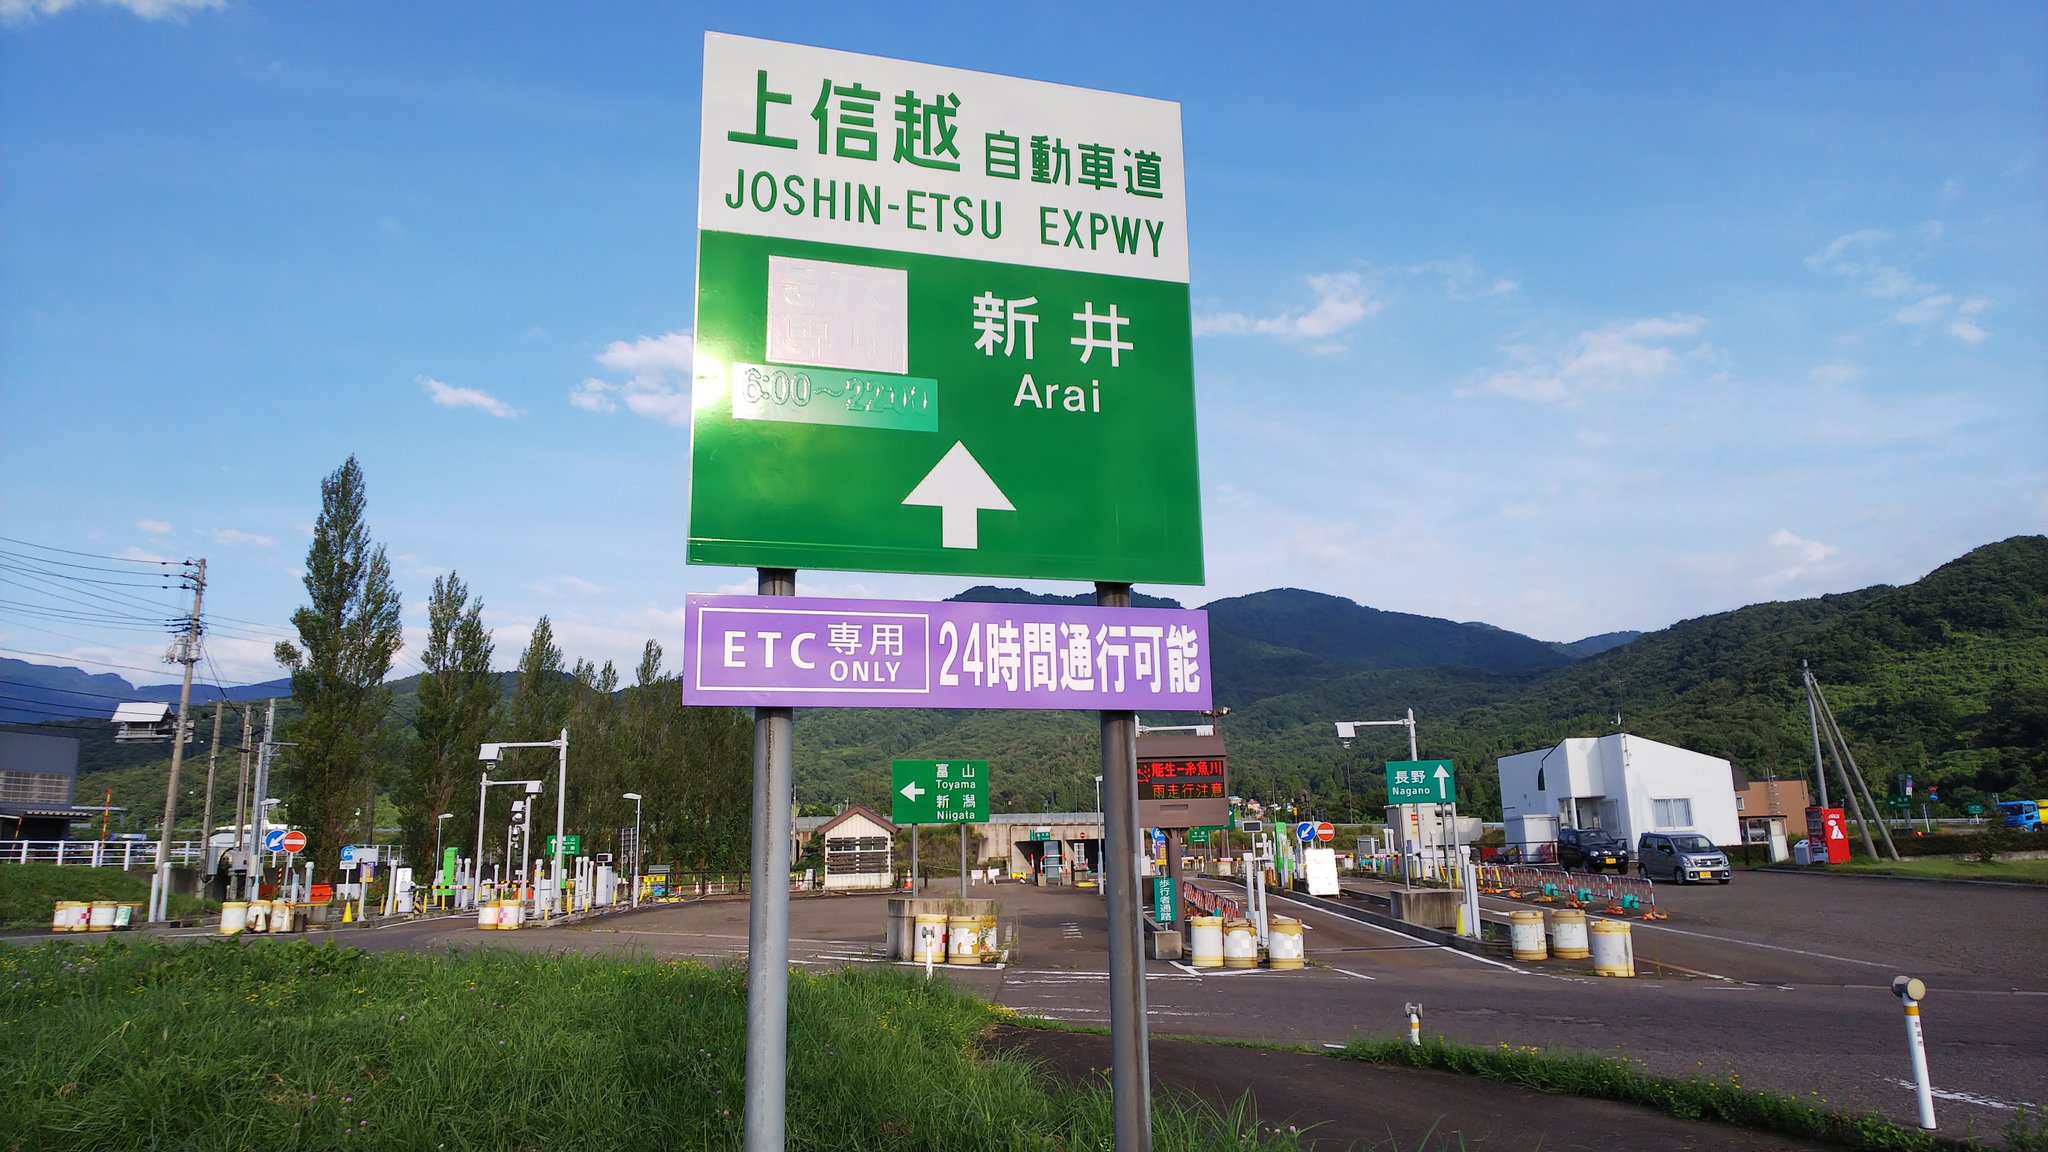 上信越 自動車道
JOSHIN-ETSU EXPWY
ETC
専用
6:00～22:00
新井
Arai
ETC 専用 ONLY 24時間通行可能
富山
Toyama
新潟
Niigata
能生ー糸魚川
雨走行注意
長野
Nagano
歩行者通路